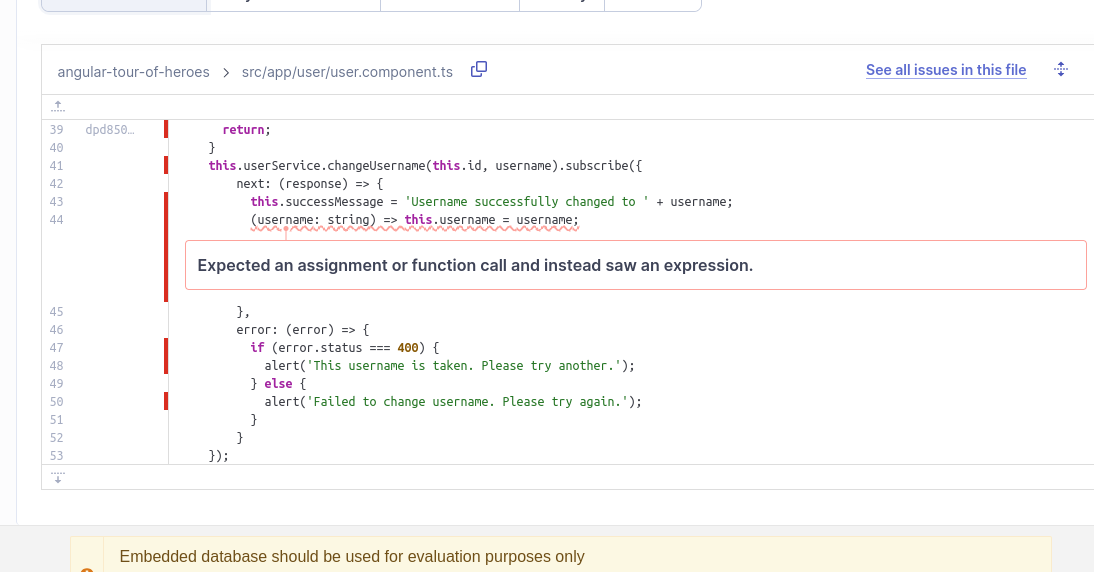 angular-tour-of-heroes > src/app/user/user.component.ts See all issues in this file
39 dpd850… return;
40 }
41 this.userService.changeUsername(this.id, username).subscribe({
42 next: (response) => {
43 this.successMessage = 'Username successfully changed to ' + username;
44 (username: string) => this.username = username;
Expected an assignment or function call and instead saw an expression.
45 },
46 error: (error) => {
47 if (error.status === 400) {
48 alert('This username is taken. Please try another.');
49 } else {
50 alert('Failed to change username. Please try again.');
51 }
52 }
53 });
Embedded database should be used for evaluation purposes only